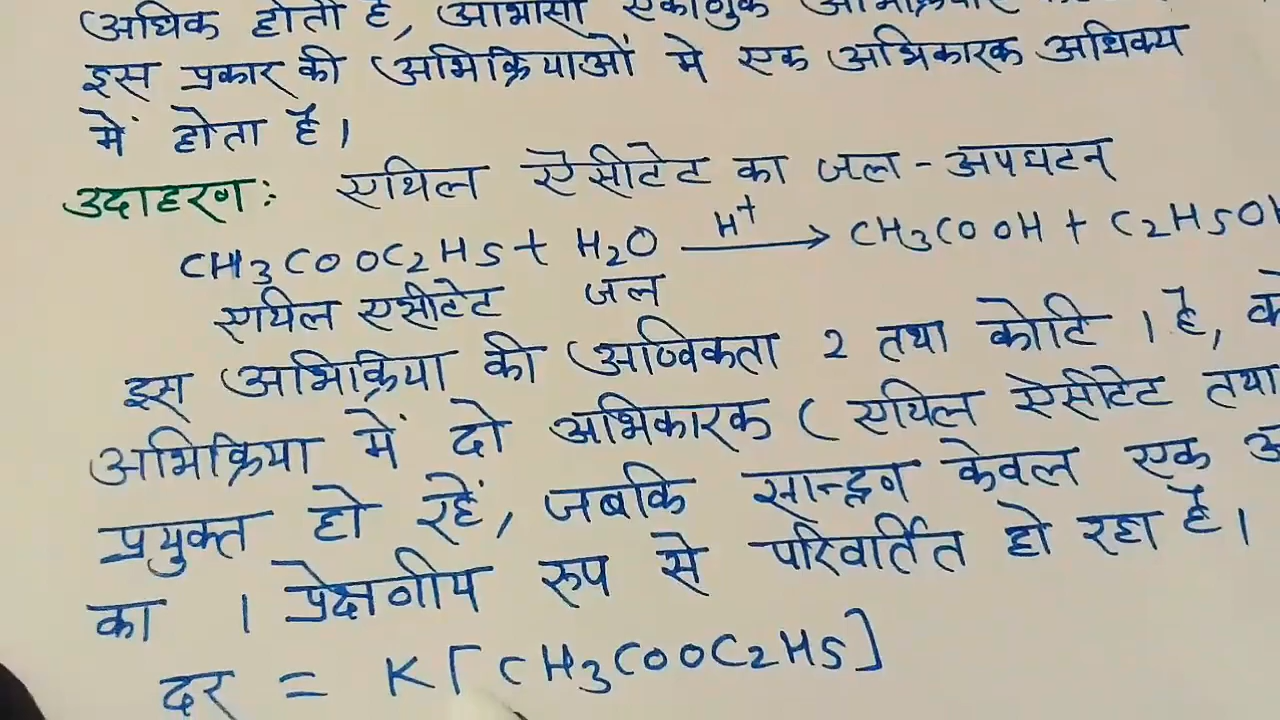 अधिक होती है, आभासी एकाणुक
इस प्रकार की अभिक्रियाओं मे एक अभिकारक अधिक्य
में होता है।
उदाहरण: एथिल ऐसीटेट का जल-अपघटन
CH3COOC2H5 + H2O H+ → CH3COOH + C2H5OH
एथिल एसीटेट जल
इस अभिक्रिया की अण्विकता 2 तथा कोटि 1 है,
अभिक्रिया में दो अभिकारक ( एथिल ऐसीटेट तथा
प्रयुक्त हो रहें, जबकि सान्द्रण केवल एक
का । प्रेक्षणीय रूप से परिवर्तित हो रहा है।
दर = K[CH3COOC2H5]